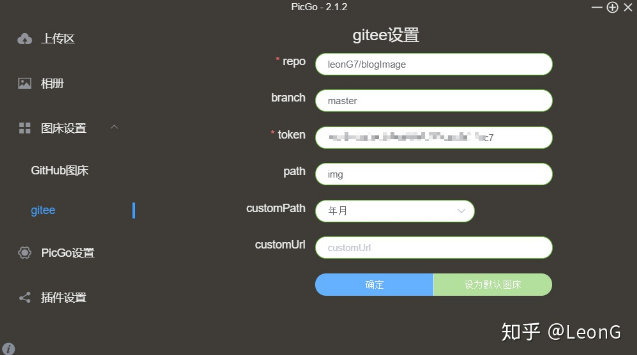 PicGo - 2.1.2
上传区
相册
图床设置
GitHub图床
gitee
PicGo设置
插件设置
gitee设置
* repo
leonG7/blogImage
branch
master
* token
c7
path
img
customPath
年月
customUrl
customUrl
确定
设为默认图床
知乎 @LeonG